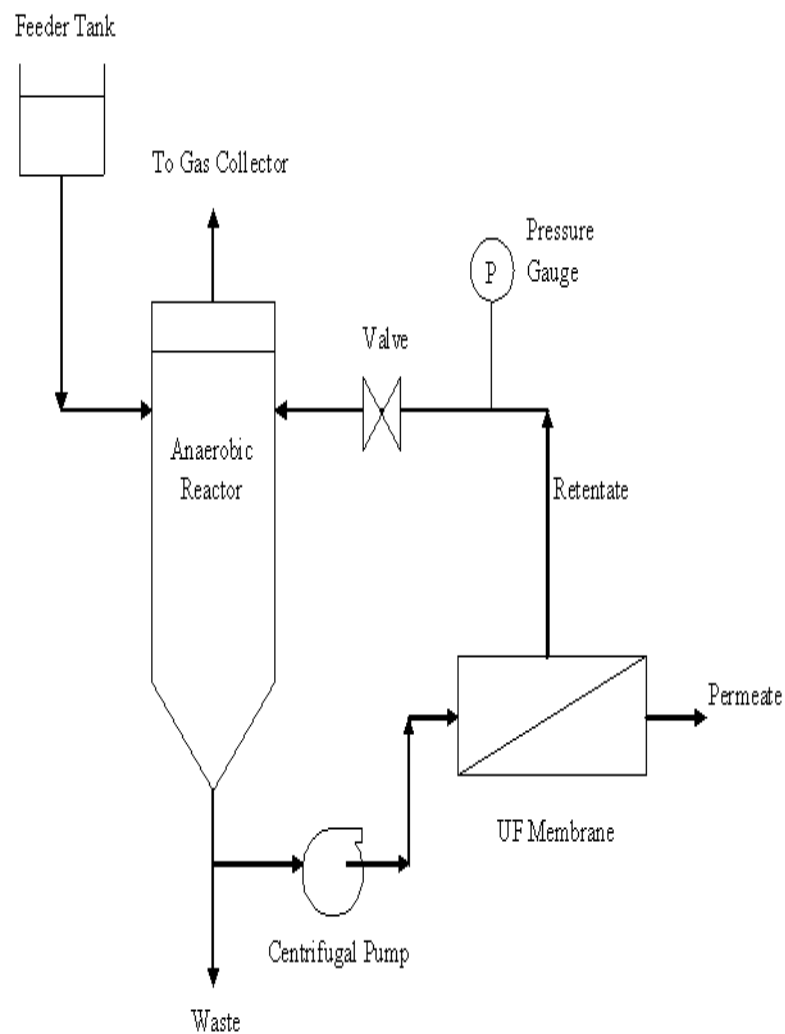 Feeder Tank
To Gas Collector
Pressure
Gauge
P
Valve
Anaerobic
Reactor
Retentate
Permeate
UF Membrane
Centrifugal Pump
Waste